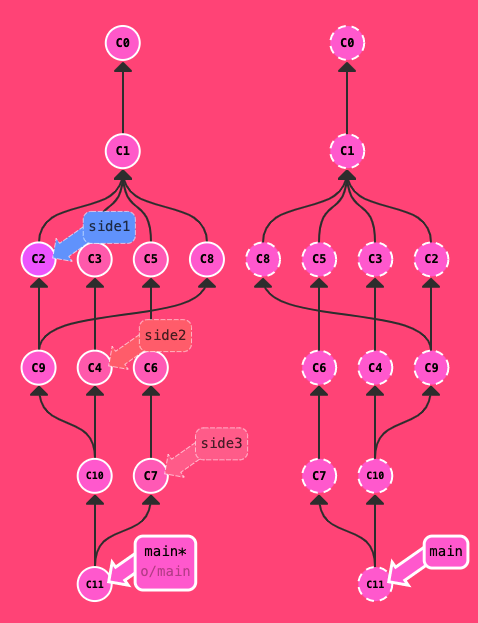 C0 C0
C1 C1
side1
C2 C3 C5 C8 C8 C5 C3 C2
side2
C9 C4 C6 C6 C4 C9
side3
C10 C7 C7 C10
main* main
o/main
C11 C11